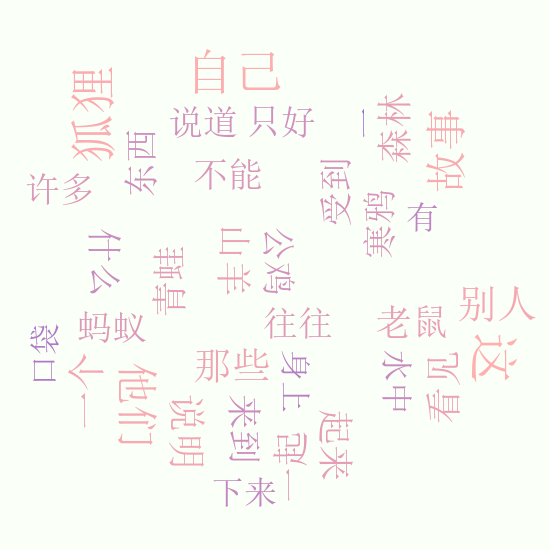 自己
狐狸
说道
只好
一
森林
故事
东西
不能
许多
受到
寒鸦
有
什么
青蛙
山羊
公鸡
别人
口袋
蚂蚁
往往
老鼠
这
一个
他们
那些
身上
水中
看见
说明
来到
一冠
起来
下来